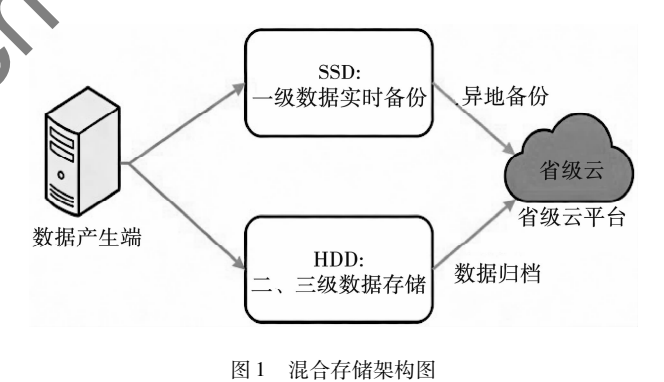 SSD:
一级数据实时备份
异地备份
省级云
省级云平台
数据产生端
HDD:
二、三级数据存储
数据归档
图1 混合存储架构图